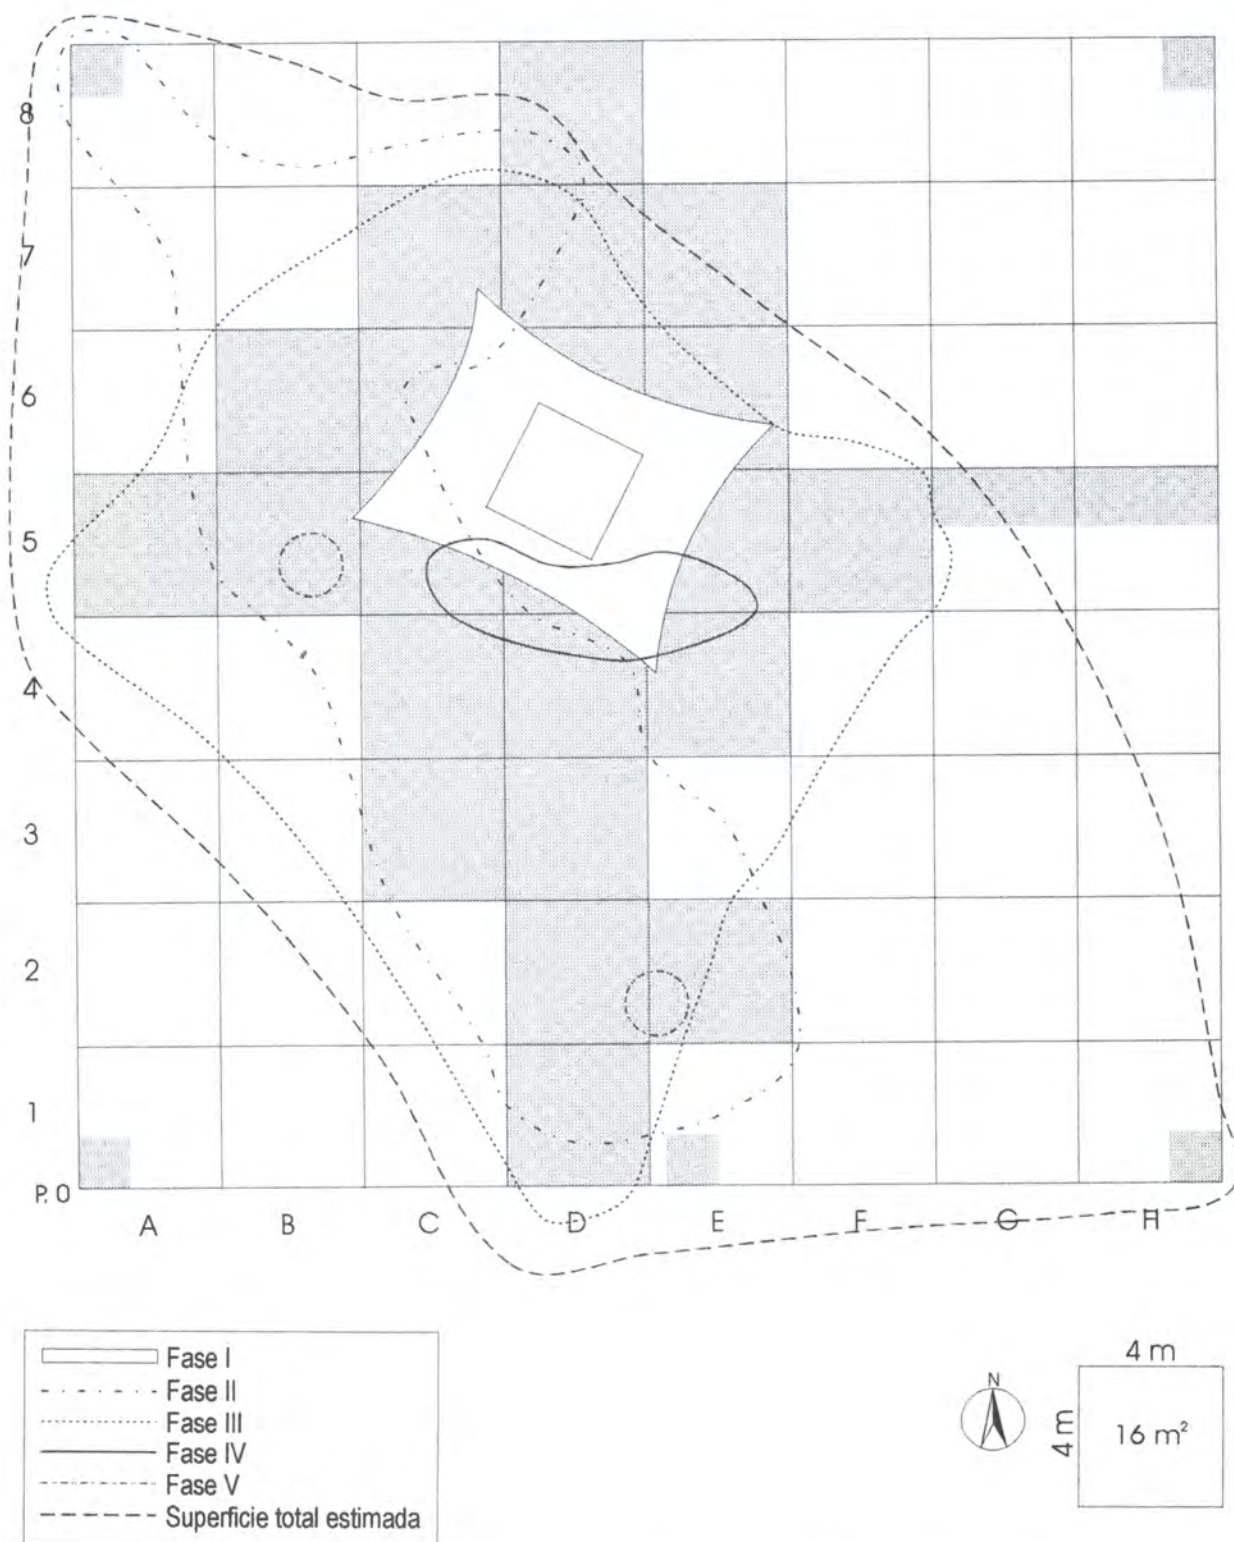 8
7
6
5
4
3
2
1
P. 0
A B C D E F G H
Fase I
Fase II
Fase III
Fase IV
Fase V
Superficie total estimada
N
4 m
4 m
16 m²